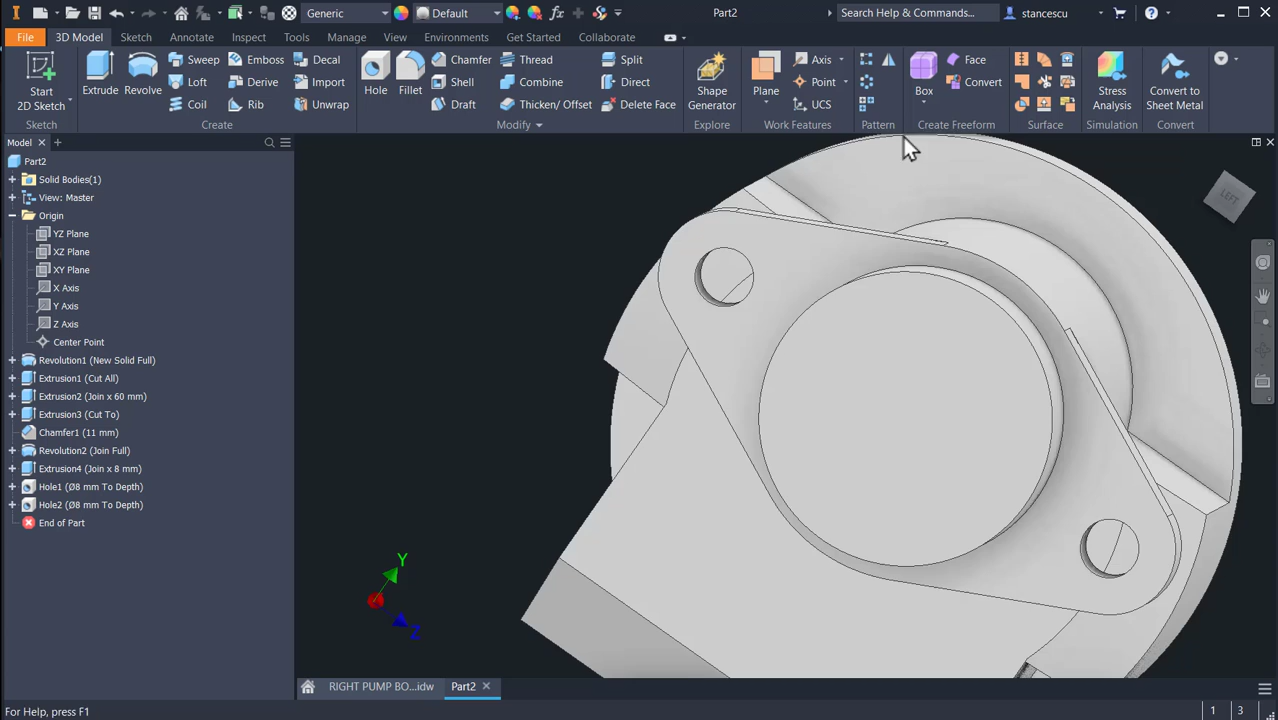 Generic
Default
Part2
Search Help & Commands...
stancescu
File
3D Model
Sketch
Annotate
Inspect
Tools
Manage
View
Environments
Get Started
Collaborate
Start
2D Sketch
Extrude
Revolve
Sweep
Loft
Coil
Emboss
Derive
Rib
Decal
Import
Unwrap
Hole
Fillet
Chamfer
Shell
Draft
Thread
Combine
Thicken/ Offset
Split
Direct
Delete Face
Shape
Generator
Plane
Axis
Point
UCS
Box
Face
Convert
Stress
Analysis
Convert to
Sheet Metal
Sketch
Create
Modify
Explore
Work Features
Pattern
Create Freeform
Surface
Simulation
Convert
Model
Part2
Solid Bodies(1)
View: Master
Origin
YZ Plane
XZ Plane
XY Plane
X Axis
Y Axis
Z Axis
Center Point
Revolution1 (New Solid Full)
Extrusion1 (Cut All)
Extrusion2 (Join x 60 mm)
Extrusion3 (Cut To)
Chamfer1 (11 mm)
Revolution2 (Join Full)
Extrusion4 (Join x 8 mm)
Hole1 (Ø8 mm To Depth)
Hole2 (Ø8 mm To Depth)
End of Part
LEFT
Y
Z
RIGHT PUMP BO...idw
Part2
For Help, press F1
1
3